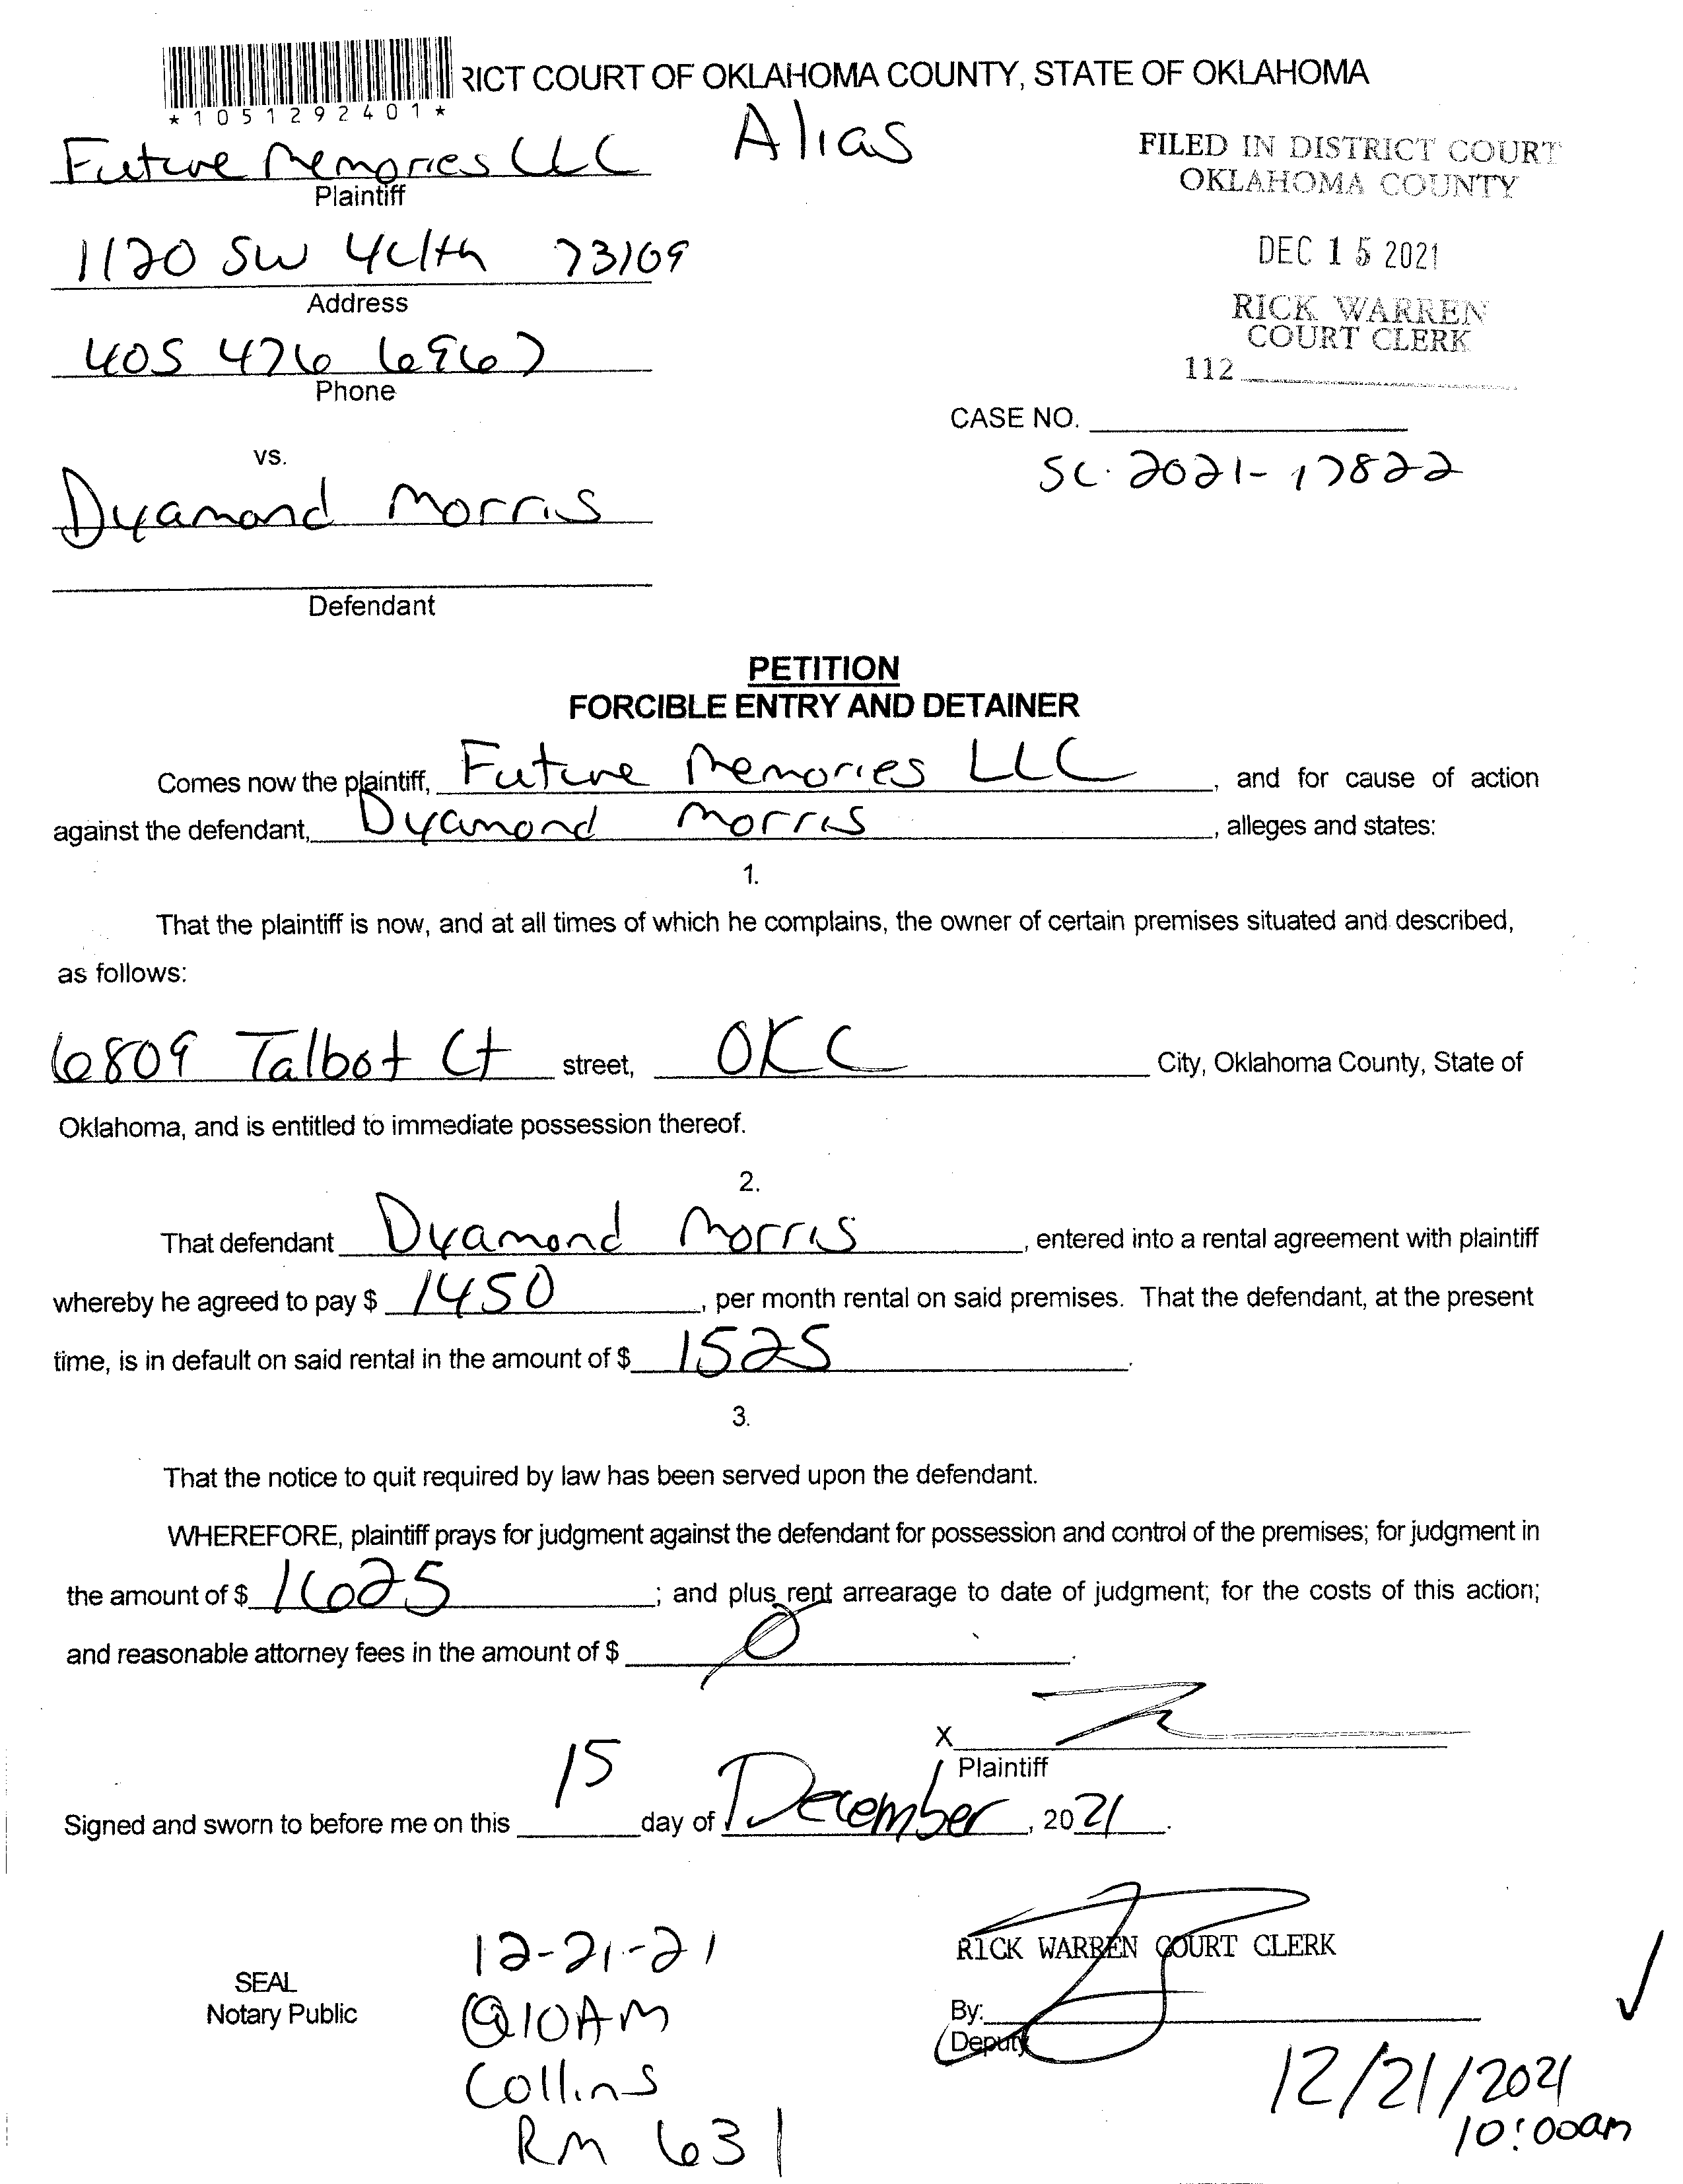 RICT COURT OF OKLAHOMA COUNTY, STATE OF OKLAHOMA
*1051292401*
Alias
Future Memories LLC
Plaintiff
FILED IN DISTRICT COURT
OKLAHOMA COUNTY
DEC 15 2021
RICK WARREN
COURT CLERK
112
1120 SW 44th 73109
Address
405 476 6967
Phone
CASE NO.
SC-2021-17822
vs.
Dyamond Morris
Defendant
PETITION
FORCIBLE ENTRY AND DETAINER
Comes now the plaintiff, Future Memories LLC, and for cause of action
against the defendant, Dyamond Morris, alleges and states:
1.
That the plaintiff is now, and at all times of which he complains, the owner of certain premises situated and described,
as follows:
6809 Talbot Ct street, OKC City, Oklahoma County, State of
Oklahoma, and is entitled to immediate possession thereof.
2.
That defendant Dyamond Morris, entered into a rental agreement with plaintiff
whereby he agreed to pay $ 1450, per month rental on said premises. That the defendant, at the present
time, is in default on said rental in the amount of $ 1525.
3.
That the notice to quit required by law has been served upon the defendant.
WHEREFORE, plaintiff prays for judgment against the defendant for possession and control of the premises; for judgment in
the amount of $ 1625; and plus rent arrearage to date of judgment; for the costs of this action;
and reasonable attorney fees in the amount of $ 0.
X
Plaintiff
Signed and sworn to before me on this 15 day of December, 2021.
RICK WARREN COURT CLERK
SEAL
Notary Public
By:
Deputy
12-21-21
@10AM
Collins
RM 631
12/21/2021
10:00am